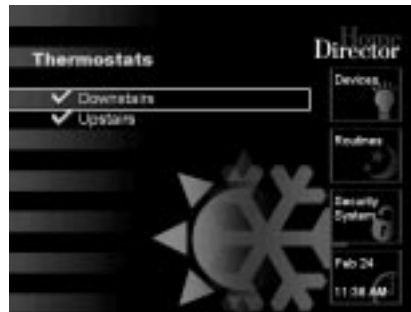 Home
Director
Thermostats
Downstairs
Upstairs
Devices
Routines
Security
System
Feb 24
11:38 AM